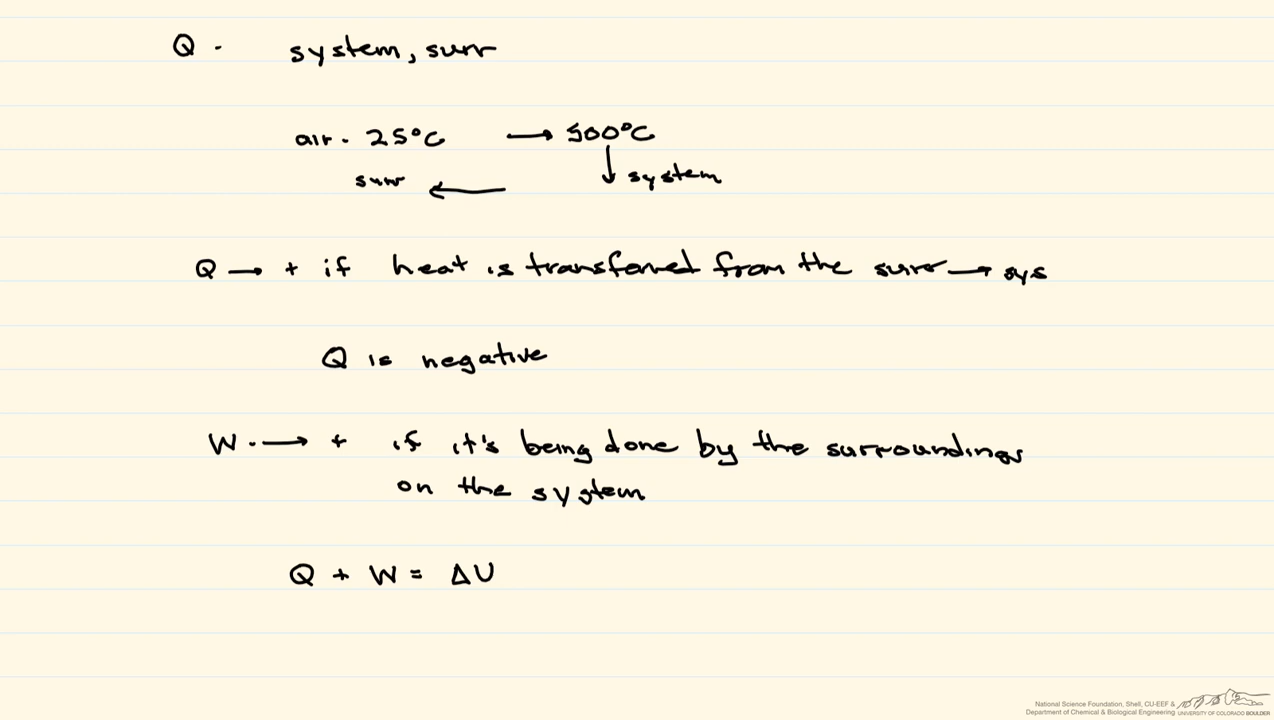 Q . system, surr
air . 25°C → 500°C
surr ← ↓ system
Q → + if heat is transferred from the surr → sys
Q is negative
W . → + if it's being done by the surroundings
on the system
Q + W = ΔU
National Science Foundation, Shell, CU-EEF &
Department of Chemical & Biological Engineering UNIVERSITY OF COLORADO BOULDER